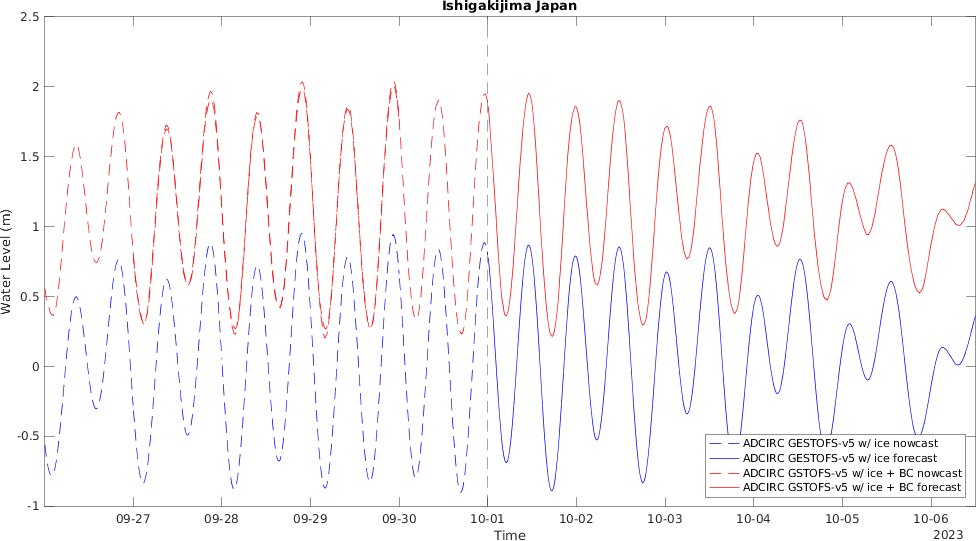 Ishigakijima Japan
2.5
2
1.5
1
0.5
0
-0.5
-1
Water Level (m)
ADCIRC GESTOFS-v5 w/ ice nowcast
ADCIRC GESTOFS-v5 w/ ice forecast
ADCIRC GSTOFS-v5 w/ ice + BC nowcast
ADCIRC GSTOFS-v5 w/ ice + BC forecast
09-27 09-28 09-29 09-30 10-01 10-02 10-03 10-04 10-05 10-06
Time
2023